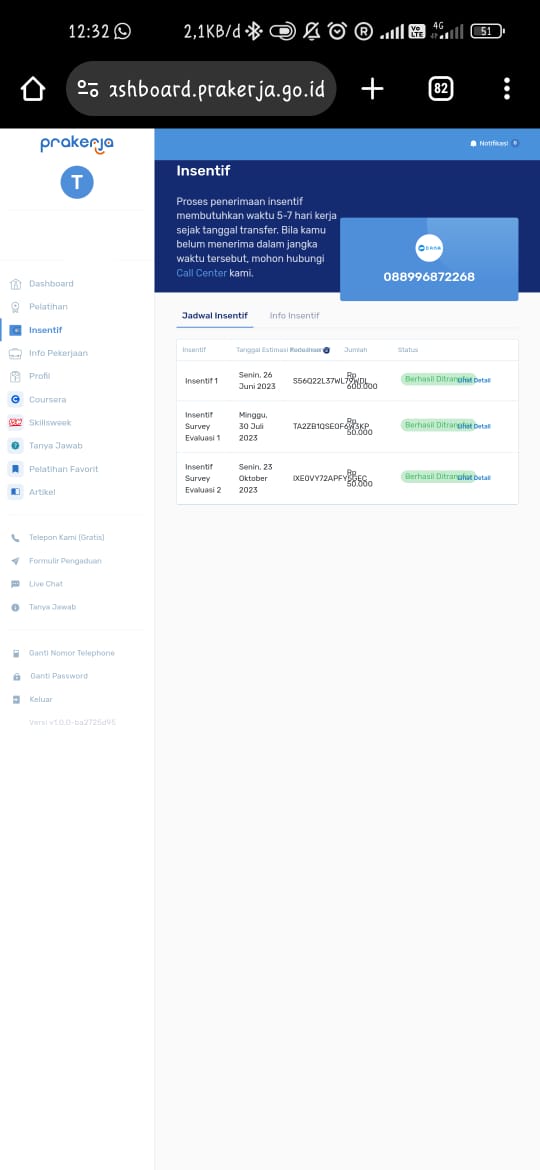 12:32
2,1KB/d
4G
51
ashboard.prakerja.go.id
82
prakerja
T
Dashboard
Pelatihan
Insentif
Info Pekerjaan
Profil
Coursera
Skillsweek
Tanya Jawab
Pelatihan Favorit
Artikel
Telepon Kami (Gratis)
Formulir Pengaduan
Live Chat
Tanya Jawab
Ganti Nomor Telephone
Ganti Password
Keluar
Versi v1.0.0-ba2725d95
Notifikasi 0
Insentif
Proses penerimaan insentif
membutuhkan waktu 5-7 hari kerja
sejak tanggal transfer. Bila kamu
belum menerima dalam jangka
waktu tersebut, mohon hubungi
Call Center kami.
DANA
088996872268
Jadwal Insentif Info Insentif
Insentif Tanggal Estimasi Jumlah Status
Insentif 1
Senin, 26
Juni 2023
Rp
600.000
Berhasil Ditransfer
Lihat Detail
Insentif
Survey
Evaluasi 1
Minggu,
30 Juli
2023
Rp
50.000
Berhasil Ditransfer
Lihat Detail
Insentif
Survey
Evaluasi 2
Senin, 23
Oktober
2023
Rp
50.000
Berhasil Ditransfer
Lihat Detail